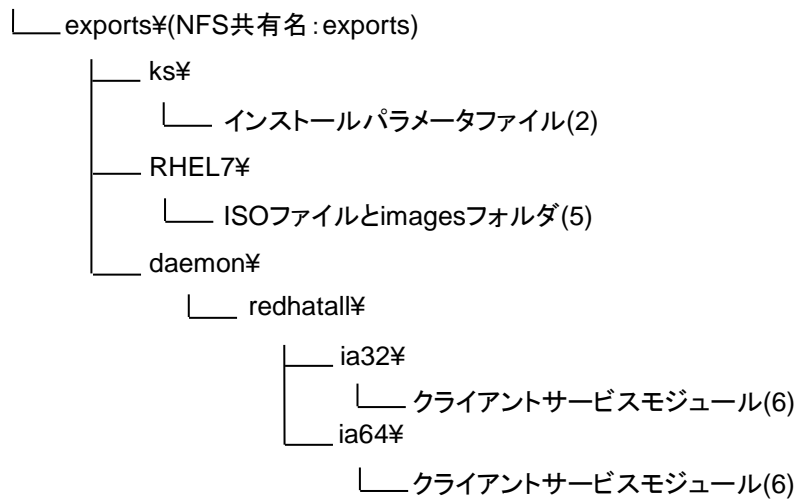 exports¥(NFS共有名:exports)
ks¥
インストールパラメータファイル(2)
RHEL7¥
ISOファイルとimagesフォルダ(5)
daemon¥
redhatall¥
ia32¥
クライアントサービスモジュール(6)
ia64¥
クライアントサービスモジュール(6)